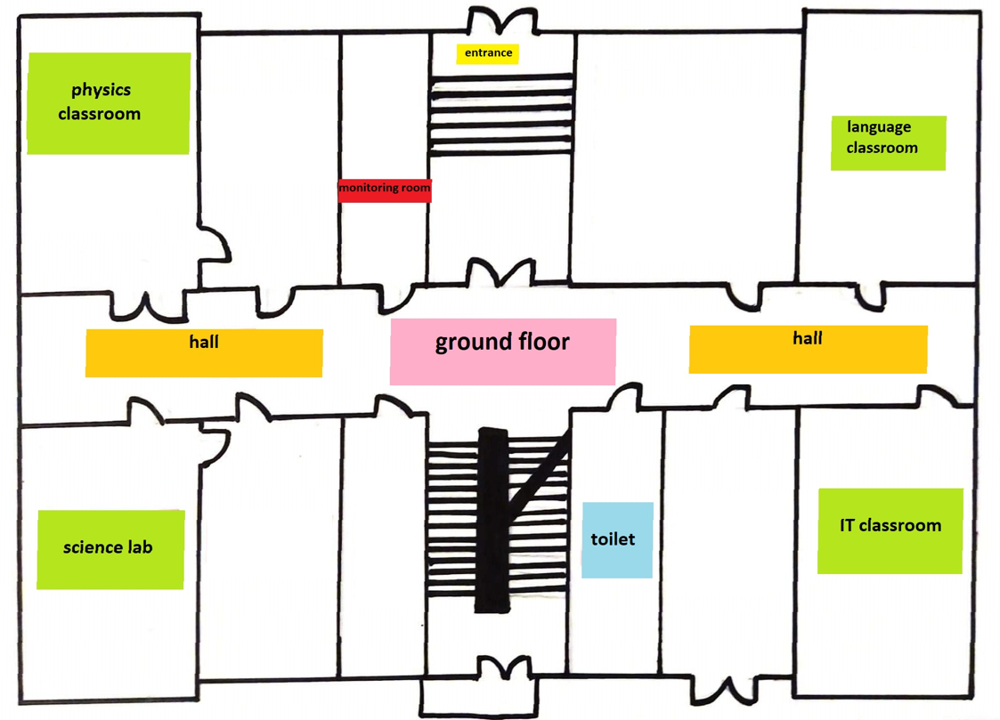 entrance
physics
classroom
language
classroom
monitoring room
hall
ground floor
hall
science lab
toilet
IT classroom